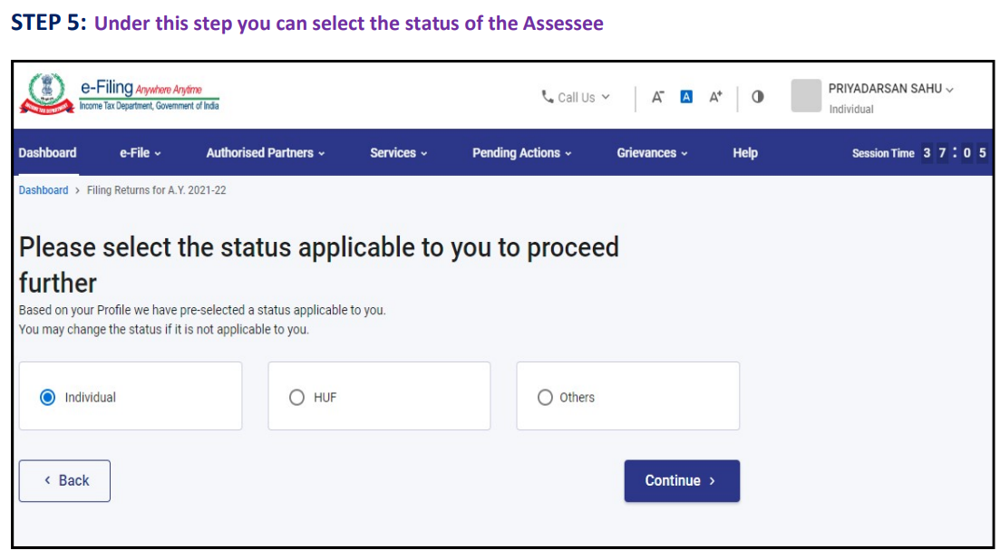 STEP 5: Under this step you can select the status of the Assessee
e-Filing Anywhere Anytime
Income Tax Department, Government of India
Call Us
A⁻ A A⁺
PRIYADARSAN SAHU
Individual
Dashboard e-File Authorised Partners Services Pending Actions Grievances Help Session Time 3 7 : 0 5
Dashboard > Filing Returns for A.Y. 2021-22
Please select the status applicable to you to proceed
further
Based on your Profile we have pre-selected a status applicable to you.
You may change the status if it is not applicable to you.
Individual HUF Others
< Back Continue >